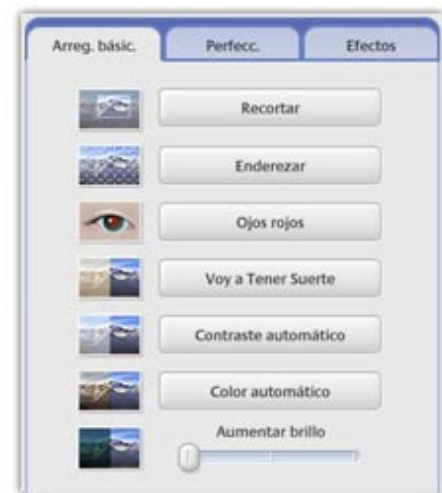 Arreg. básic. Perfecc. Efectos
Recortar
Enderezar
Ojos rojos
Voy a Tener Suerte
Contraste automático
Color automático
Aumentar brillo